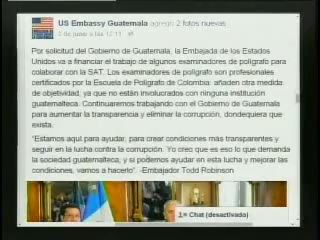 US Embassy Guatemala agregó 2 fotos nuevas
2 de junio a las 12:11
Por solicitud del Gobierno de Guatemala, la Embajada de los Estados
Unidos va a financiar el trabajo de algunos examinadores de polígrafo para
colaborar con la SAT. Los examinadores de polígrafo son profesionales
certificados por la Escuela de Polígrafo de Colombia: añaden otra medida
de objetividad, ya que no están involucrados con ninguna institución
guatemalteca. Continuaremos trabajando con el Gobierno de Guatemala
para aumentar la transparencia y eliminar la corrupción, dondequiera que
exista.
"Estamos aquí para ayudar, para crear condiciones más transparentes y
seguir en la lucha contra la corrupción. Yo creo que es eso lo que demanda
la sociedad guatemalteca; y si podemos ayudar en esta lucha y mejorar las
condiciones, vamos a hacerlo" -Embajador Todd Robinson
Chat (desactivado)